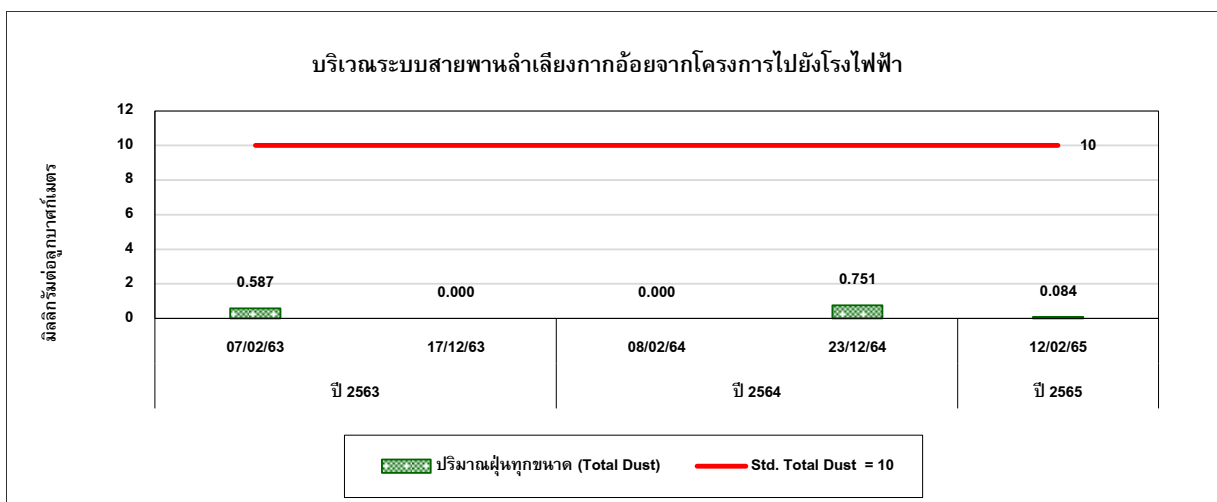 บริเวณระบบสายพานลำเลียงกากอ้อยจากโครงการไปยังโรงไฟฟ้า
มิลลิกรัมต่อลูกบาศก์เมตร
12
10
8
6
4
2
0
10
0.587
0.000
0.000
0.751
0.084
07/02/63
17/12/63
08/02/64
23/12/64
12/02/65
ปี 2563
ปี 2564
ปี 2565
ปริมาณฝุ่นทุกขนาด (Total Dust)
Std. Total Dust = 10